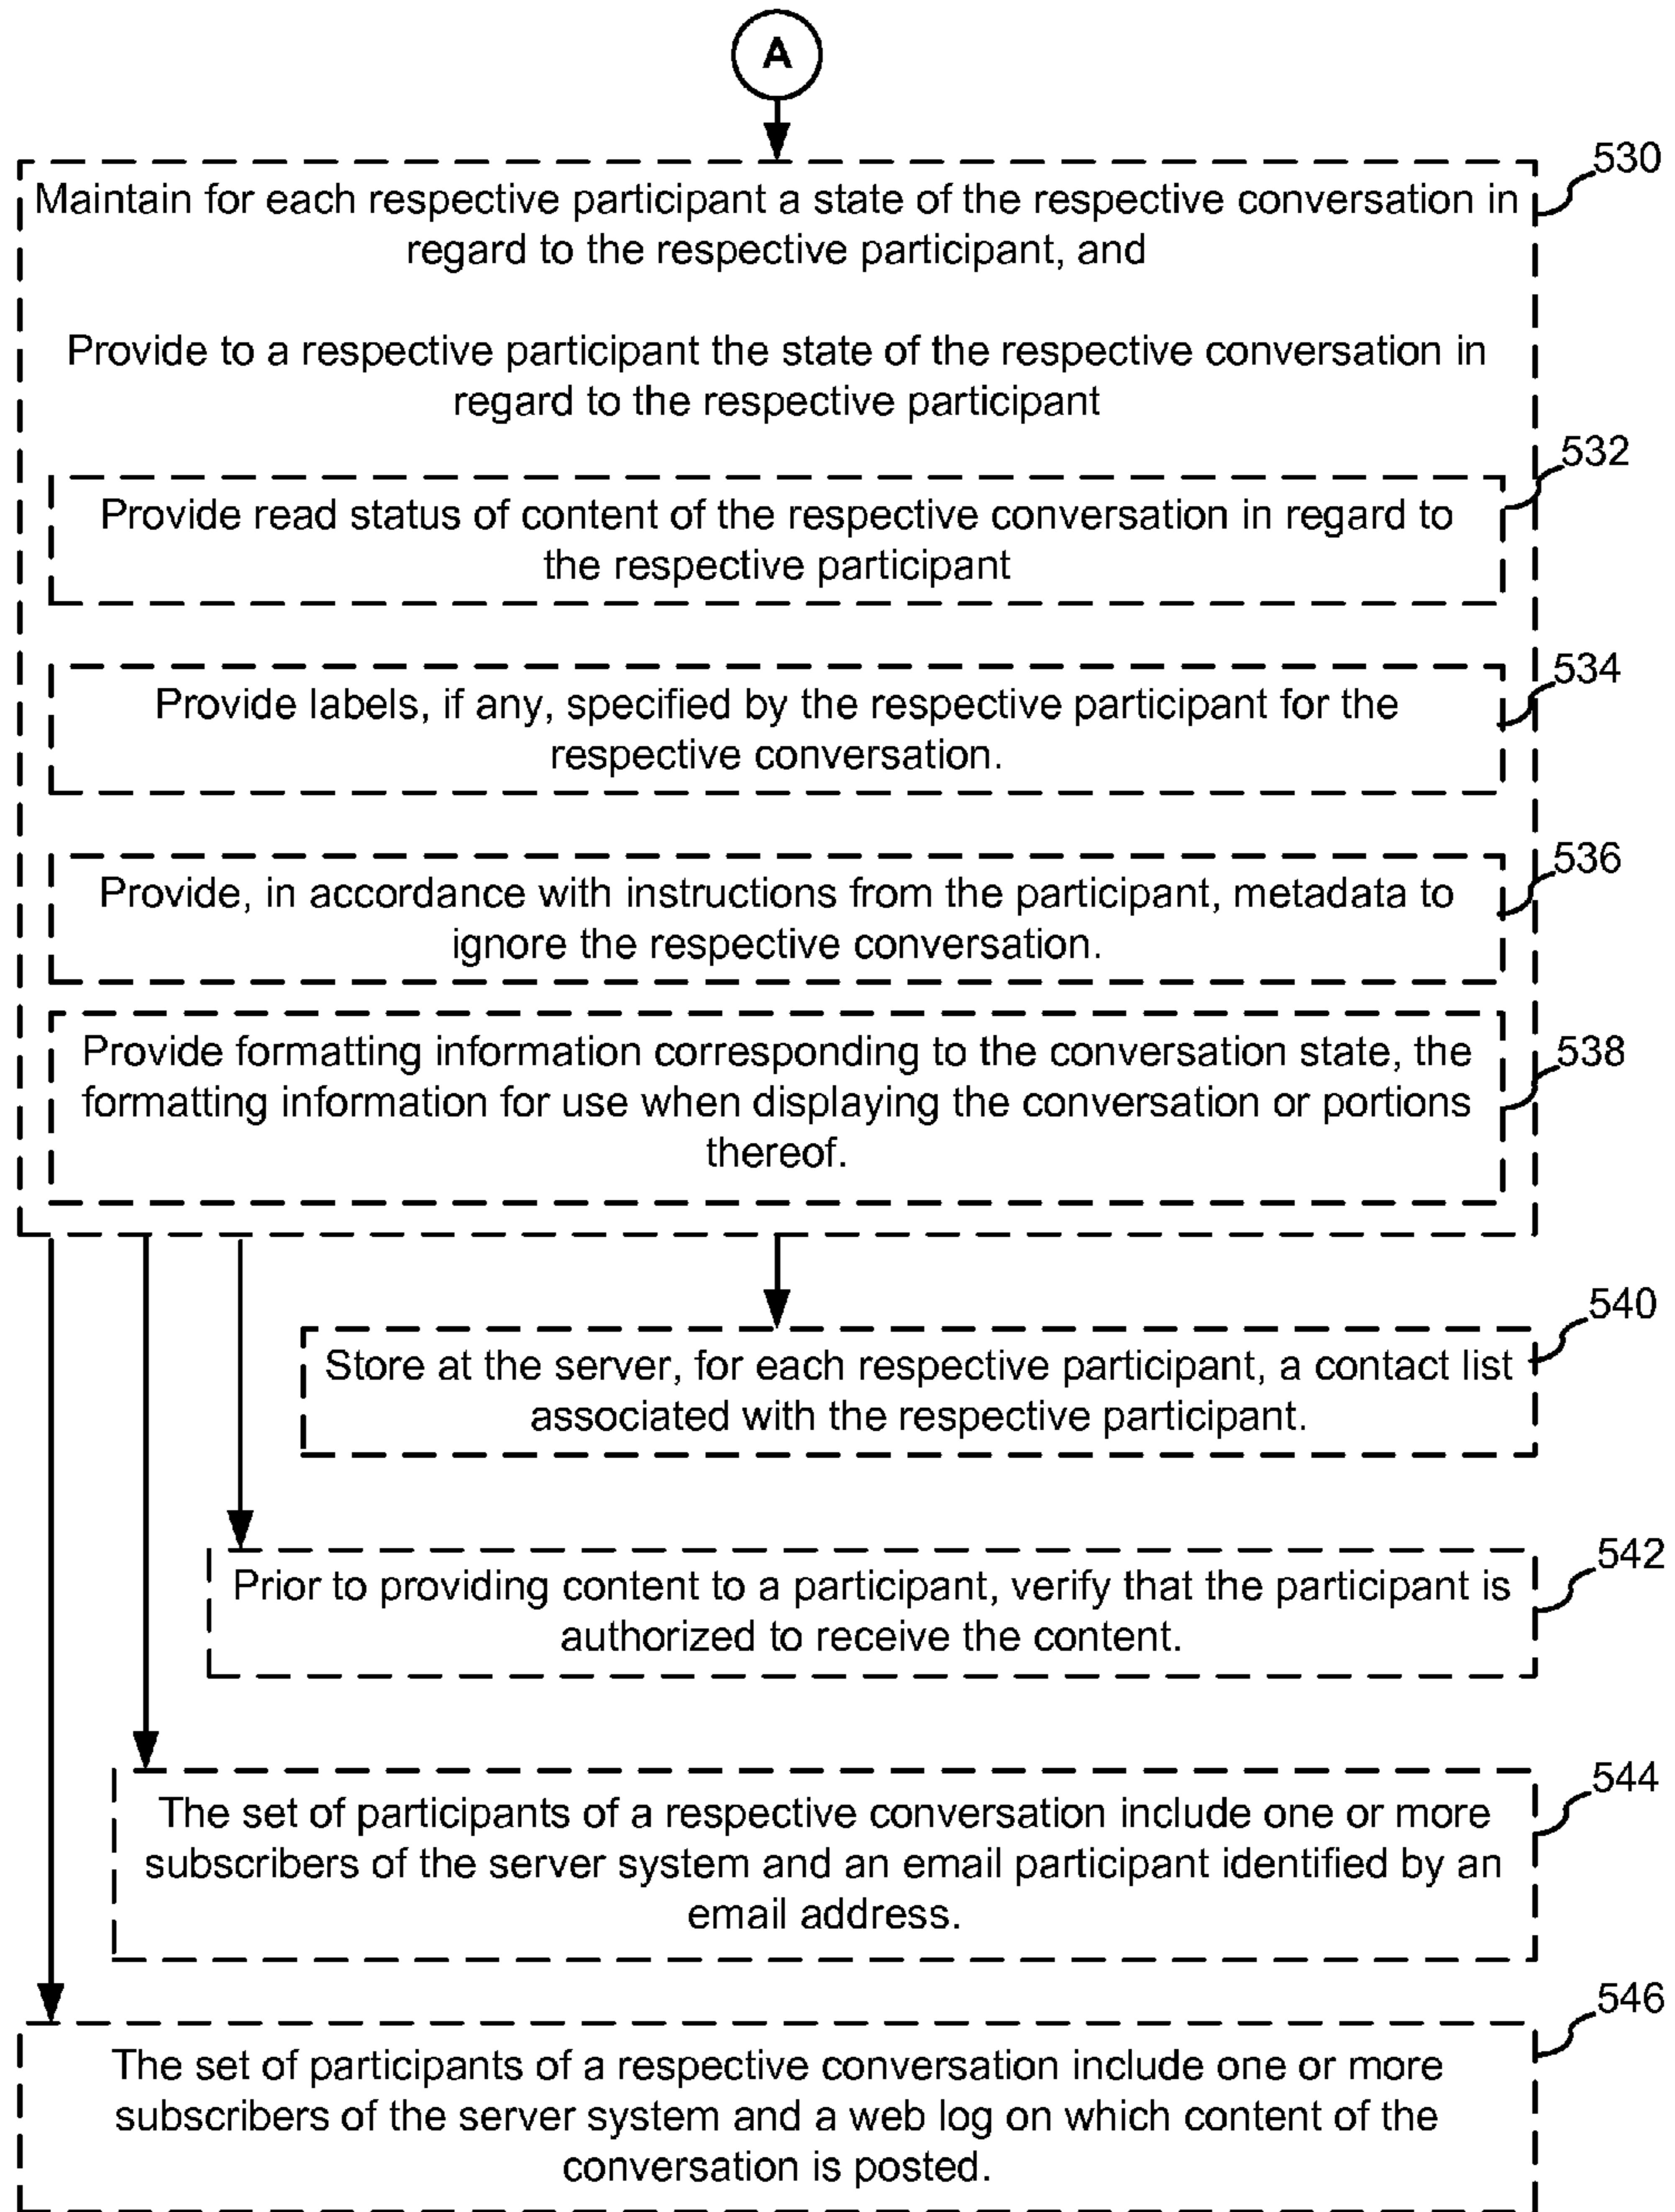 A
530
Maintain for each respective participant a state of the respective conversation in
regard to the respective participant, and
Provide to a respective participant the state of the respective conversation in
regard to the respective participant
532
Provide read status of content of the respective conversation in regard to
the respective participant
534
Provide labels, if any, specified by the respective participant for the
respective conversation.
536
Provide, in accordance with instructions from the participant, metadata to
ignore the respective conversation.
538
Provide formatting information corresponding to the conversation state, the
formatting information for use when displaying the conversation or portions
thereof.
540
Store at the server, for each respective participant, a contact list
associated with the respective participant.
542
Prior to providing content to a participant, verify that the participant is
authorized to receive the content.
544
The set of participants of a respective conversation include one or more
subscribers of the server system and an email participant identified by an
email address.
546
The set of participants of a respective conversation include one or more
subscribers of the server system and a web log on which content of the
conversation is posted.